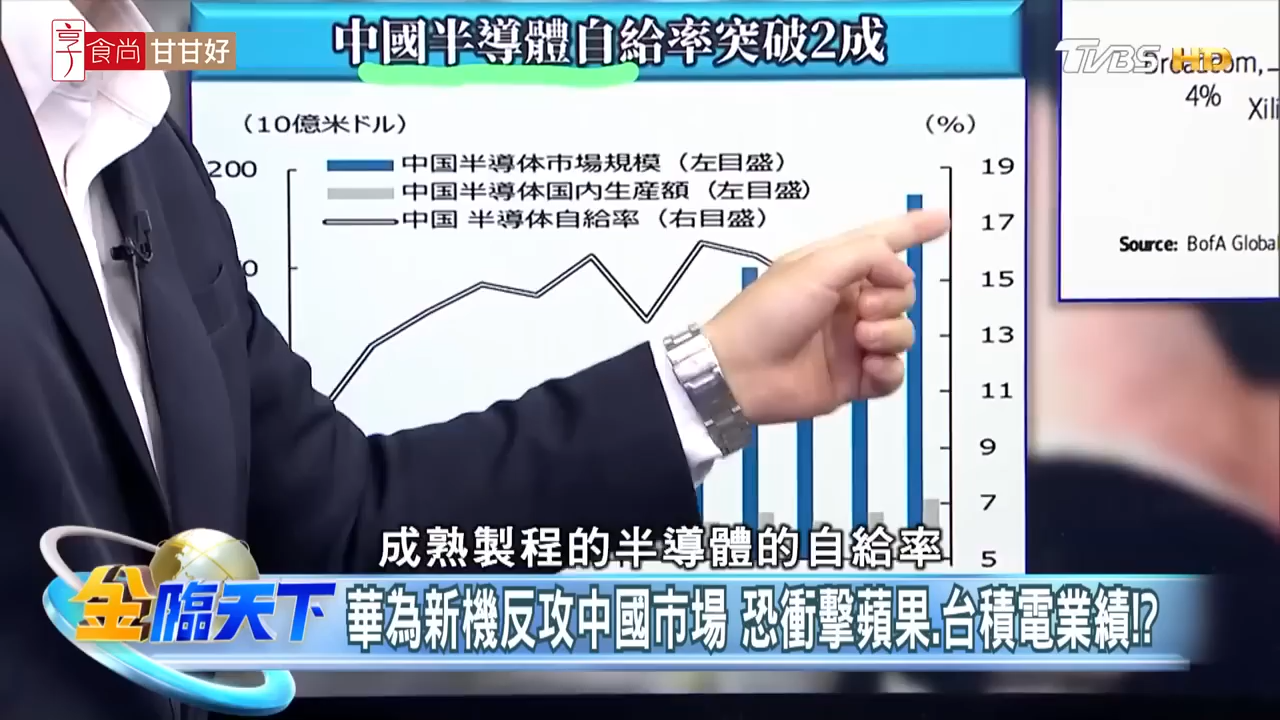 享
食尚
甘甘好
中國半導體自給率突破2成
TVBS HD
Broadcom,
4%
Source: BofA Global
（10億米ドル）
（%）
200
中国半導体市場規模（左目盛）
中国半導体国内生産額（左目盛）
中国 半導体自給率（右目盛）
19
17
15
13
11
9
7
5
成熟製程的半導體的自給率
金臨天下
華為新機反攻中國市場 恐衝擊蘋果.台積電業績!?